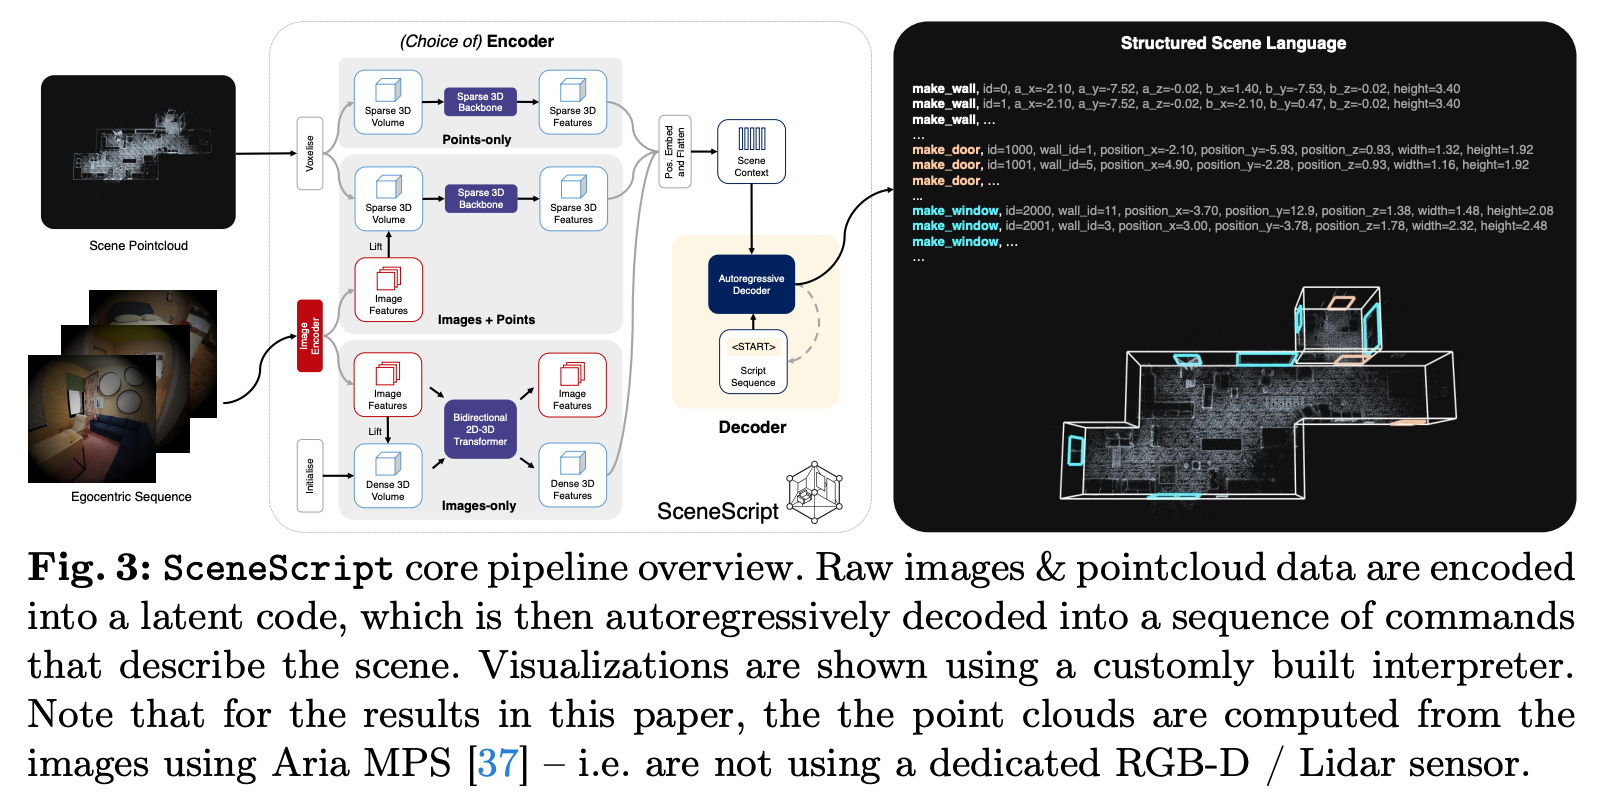 (Choice of) Encoder
Scene Pointcloud
Egocentric Sequence
Voxelise
Image Encoder
Initialise
Sparse 3D Volume
Sparse 3D Backbone
Sparse 3D Features
Points-only
Sparse 3D Volume
Sparse 3D Backbone
Sparse 3D Features
Lift
Image Features
Images + Points
Image Features
Image Features
Lift
Bidirectional 2D-3D Transformer
Dense 3D Volume
Dense 3D Features
Images-only
Pos. Embed and Flatten
Scene Context
Autoregressive Decoder
<START>
Script Sequence
Decoder
SceneScript
Structured Scene Language
make_wall, id=0, a_x=-2.10, a_y=-7.52, a_z=-0.02, b_x=1.40, b_y=-7.53, b_z=-0.02, height=3.40
make_wall, id=1, a_x=-2.10, a_y=-7.52, a_z=-0.02, b_x=-2.10, b_y=0.47, b_z=-0.02, height=3.40
make_wall, …
…
make_door, id=1000, wall_id=1, position_x=-2.10, position_y=-5.93, position_z=0.93, width=1.32, height=1.92
make_door, id=1001, wall_id=5, position_x=4.90, position_y=-2.28, position_z=0.93, width=1.16, height=1.92
make_door, …
…
make_window, id=2000, wall_id=11, position_x=-3.70, position_y=12.9, position_z=1.38, width=1.48, height=2.08
make_window, id=2001, wall_id=3, position_x=3.00, position_y=-3.78, position_z=1.78, width=2.32, height=2.48
make_window, …
…
Fig. 3: SceneScript core pipeline overview. Raw images & pointcloud data are encoded
into a latent code, which is then autoregressively decoded into a sequence of commands
that describe the scene. Visualizations are shown using a customly built interpreter.
Note that for the results in this paper, the the point clouds are computed from the
images using Aria MPS [37] – i.e. are not using a dedicated RGB-D / Lidar sensor.